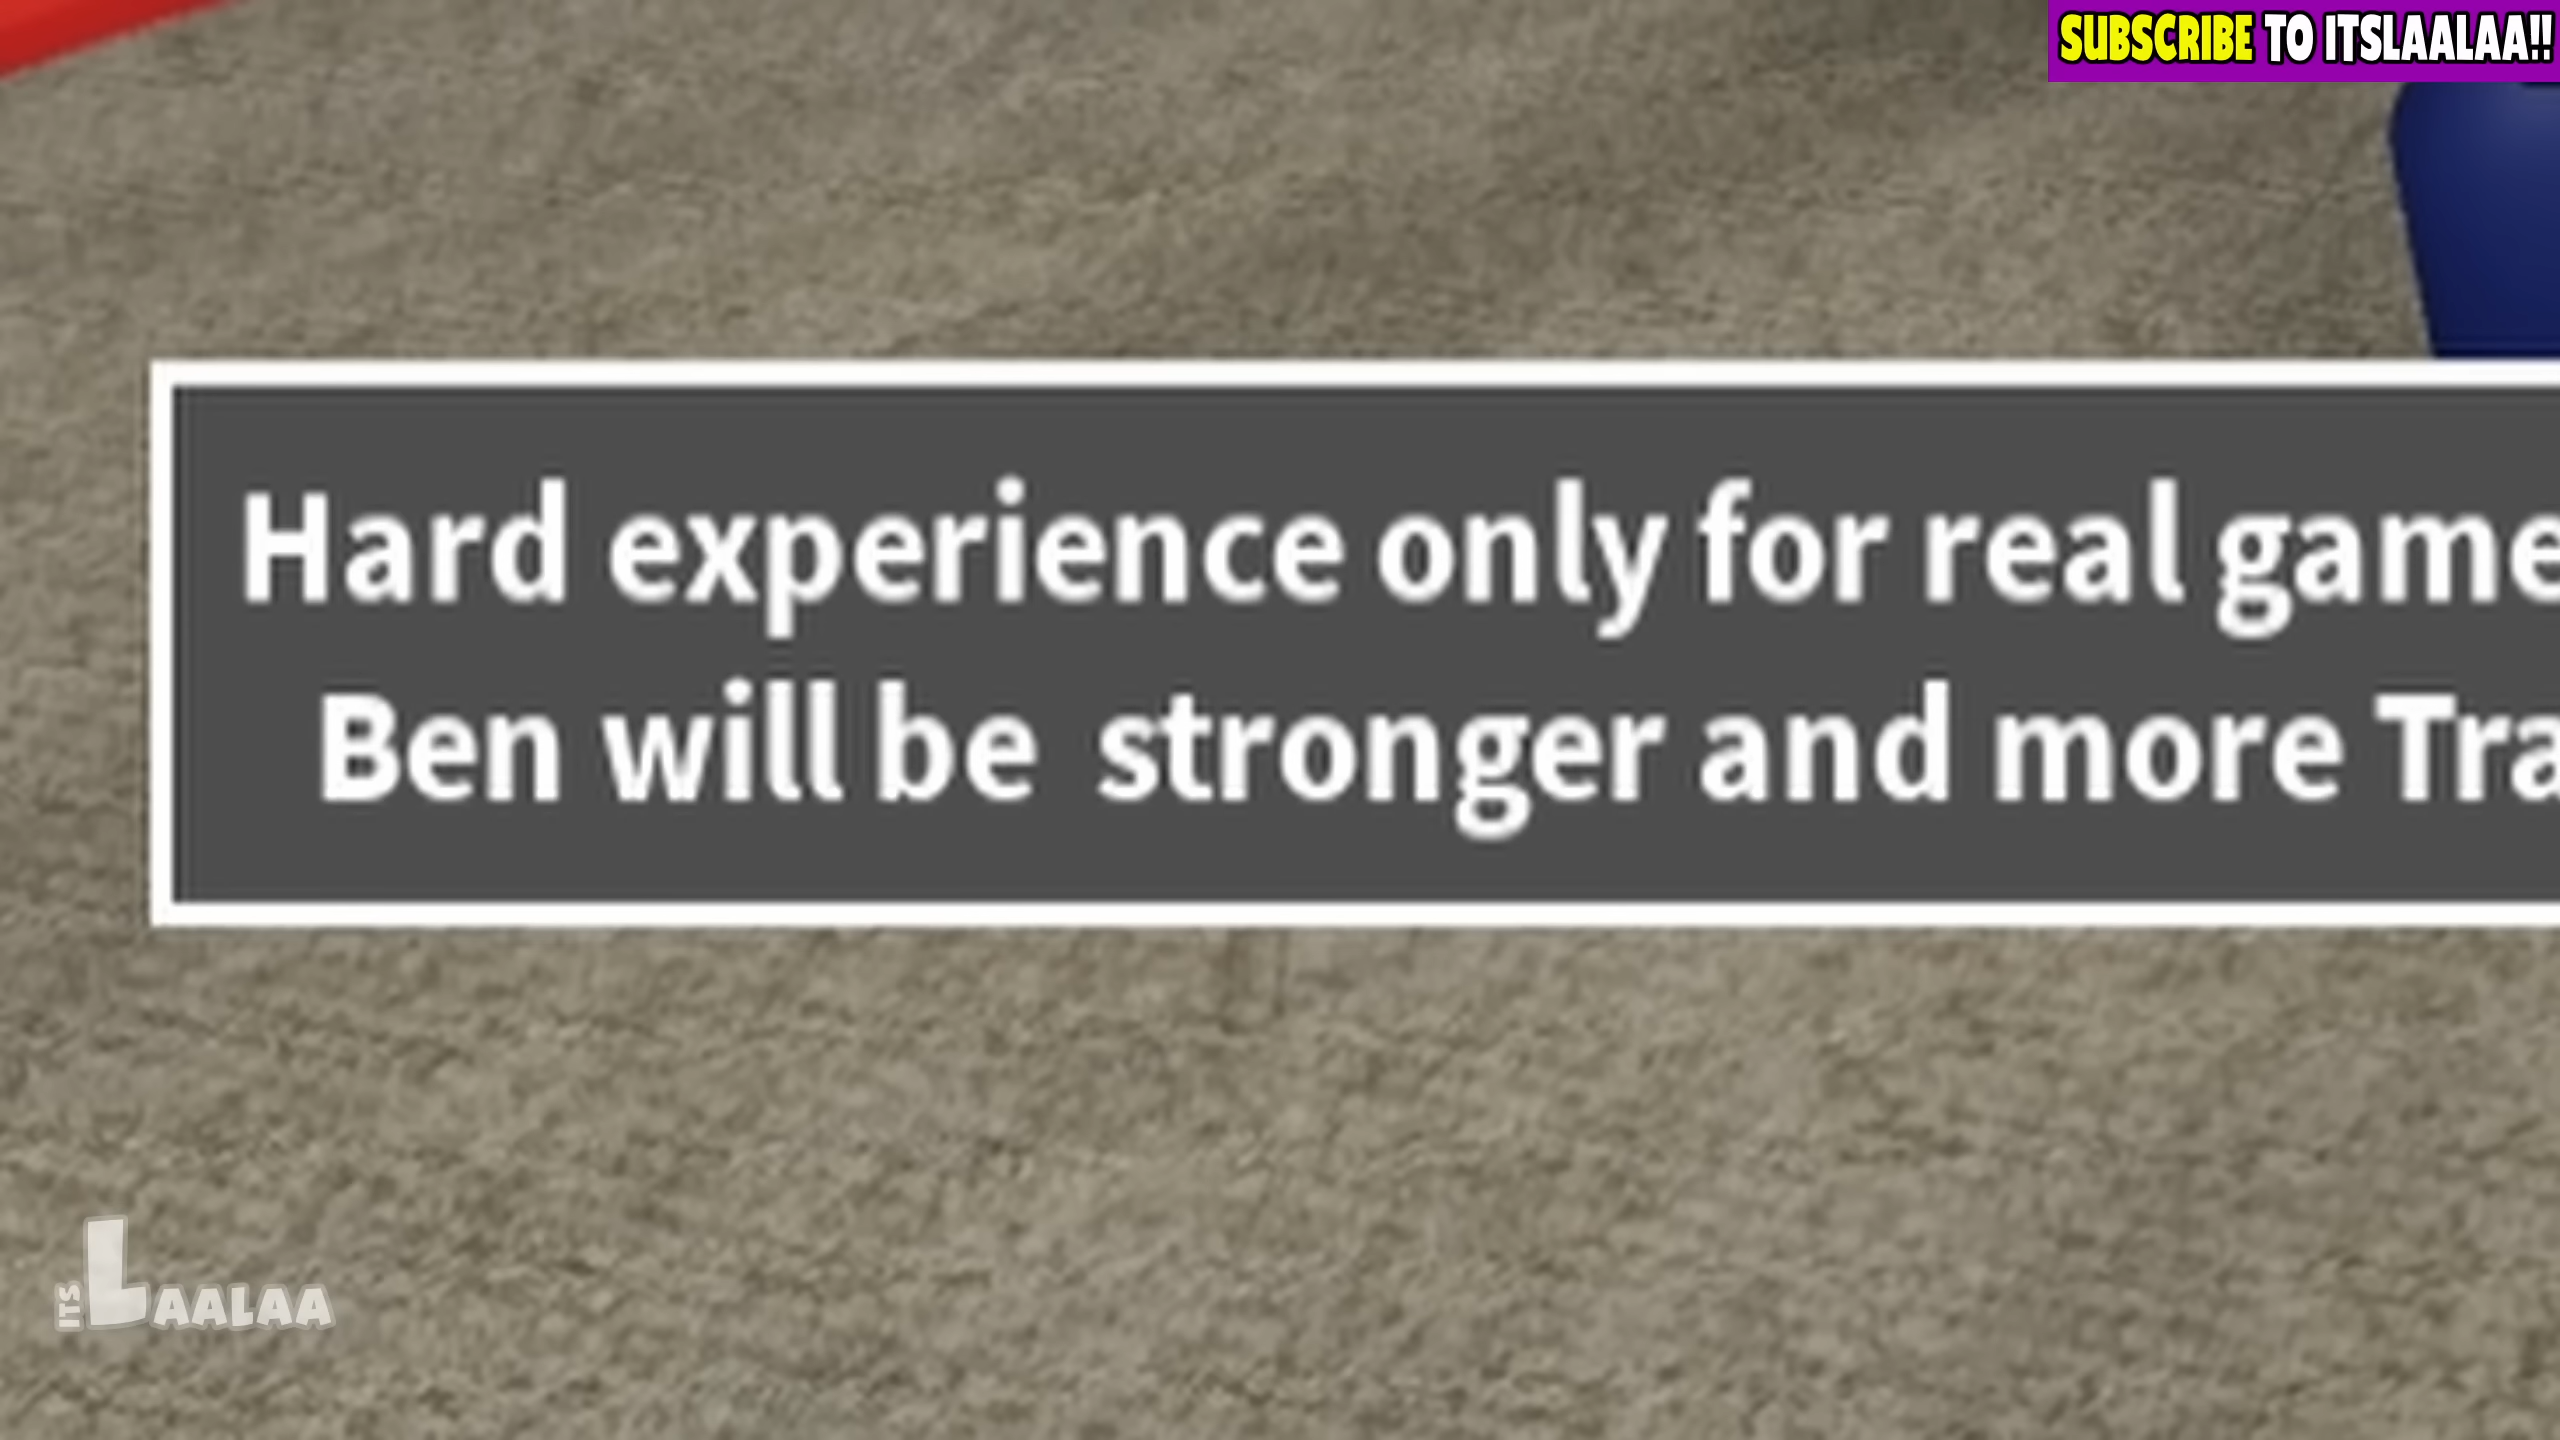 SUBSCRIBE TO ITSLAALAA!!
Hard experience only for real game
Ben will be  stronger and more Tra
ITS LAALAA